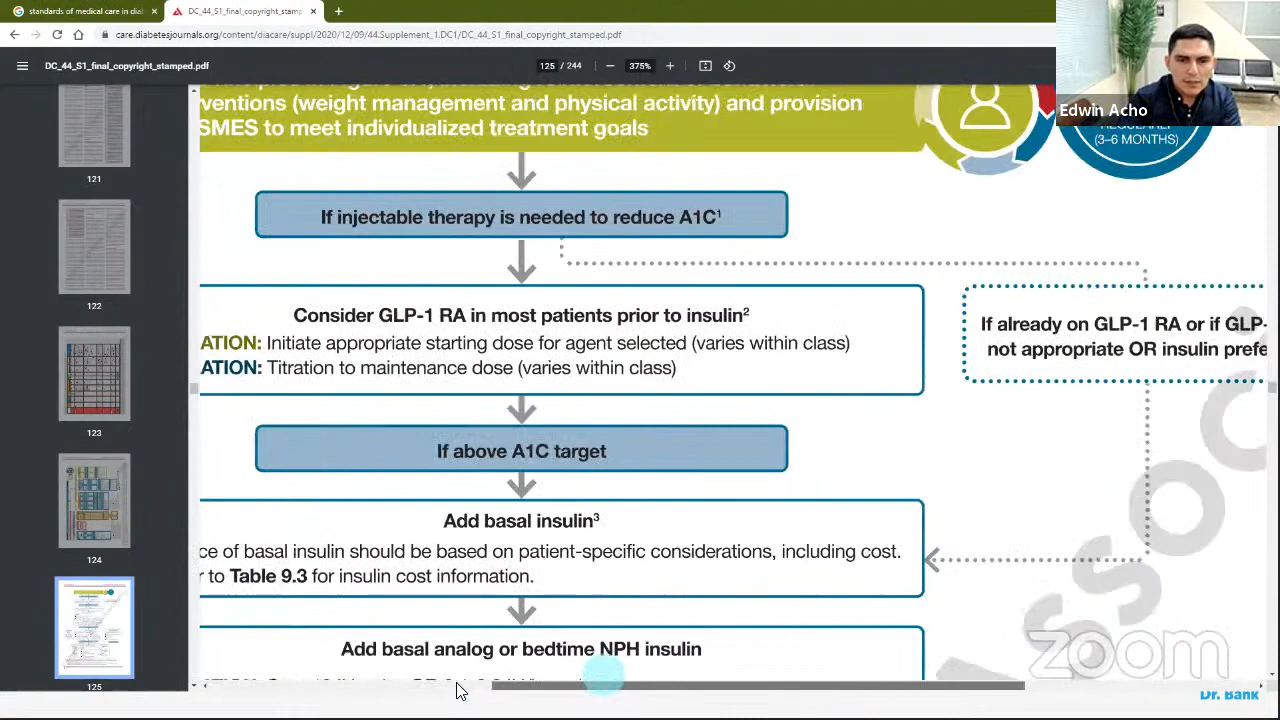 standards of medical care in diab
DC_44_S1_final_copyright_stamp
care.diabetesjournals.org/content/diacare/suppl/2020/12/09/44.Supplement_1.DC1/DC_44_S1_final_copyright_stamped.pdf
DC_44_S1_final_copyright_stamped.pdf
125 / 244
375%
Edwin Acho
ventions (weight management and physical activity) and provision
SMES to meet individualized treatment goals
REGULARLY
(3–6 MONTHS)
121
122
123
124
125
If injectable therapy is needed to reduce A1C¹
Consider GLP-1 RA in most patients prior to insulin²
ATION: Initiate appropriate starting dose for agent selected (varies within class)
ATION: Titration to maintenance dose (varies within class)
If already on GLP-1 RA or if GLP-
not appropriate OR insulin prefe
If above A1C target
Add basal insulin³
ce of basal insulin should be based on patient-specific considerations, including cost.
r to Table 9.3 for insulin cost information.
Add basal analog or bedtime NPH insulin
SSOC
zoom
Dr. Bank